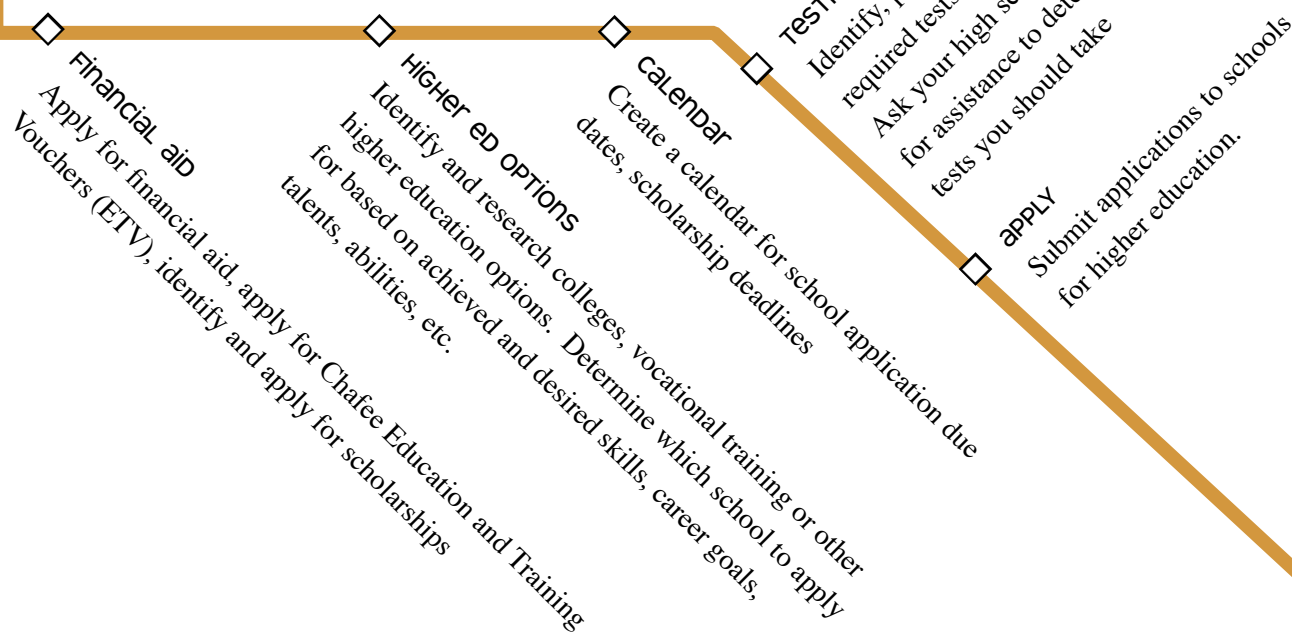 Financial aid
Apply for financial aid, apply for Chafee Education and Training
Vouchers (ETV), identify and apply for scholarships
Higher ed options
Identify and research colleges, vocational training or other
higher education options. Determine which school to apply
for based on achieved and desired skills, career goals,
talents, abilities, etc.
calendar
Create a calendar for school application due
dates, scholarship deadlines
Identify,
required tests
Ask your high
for assistance to
tests you should take
apply
Submit applications to schools
for higher education.